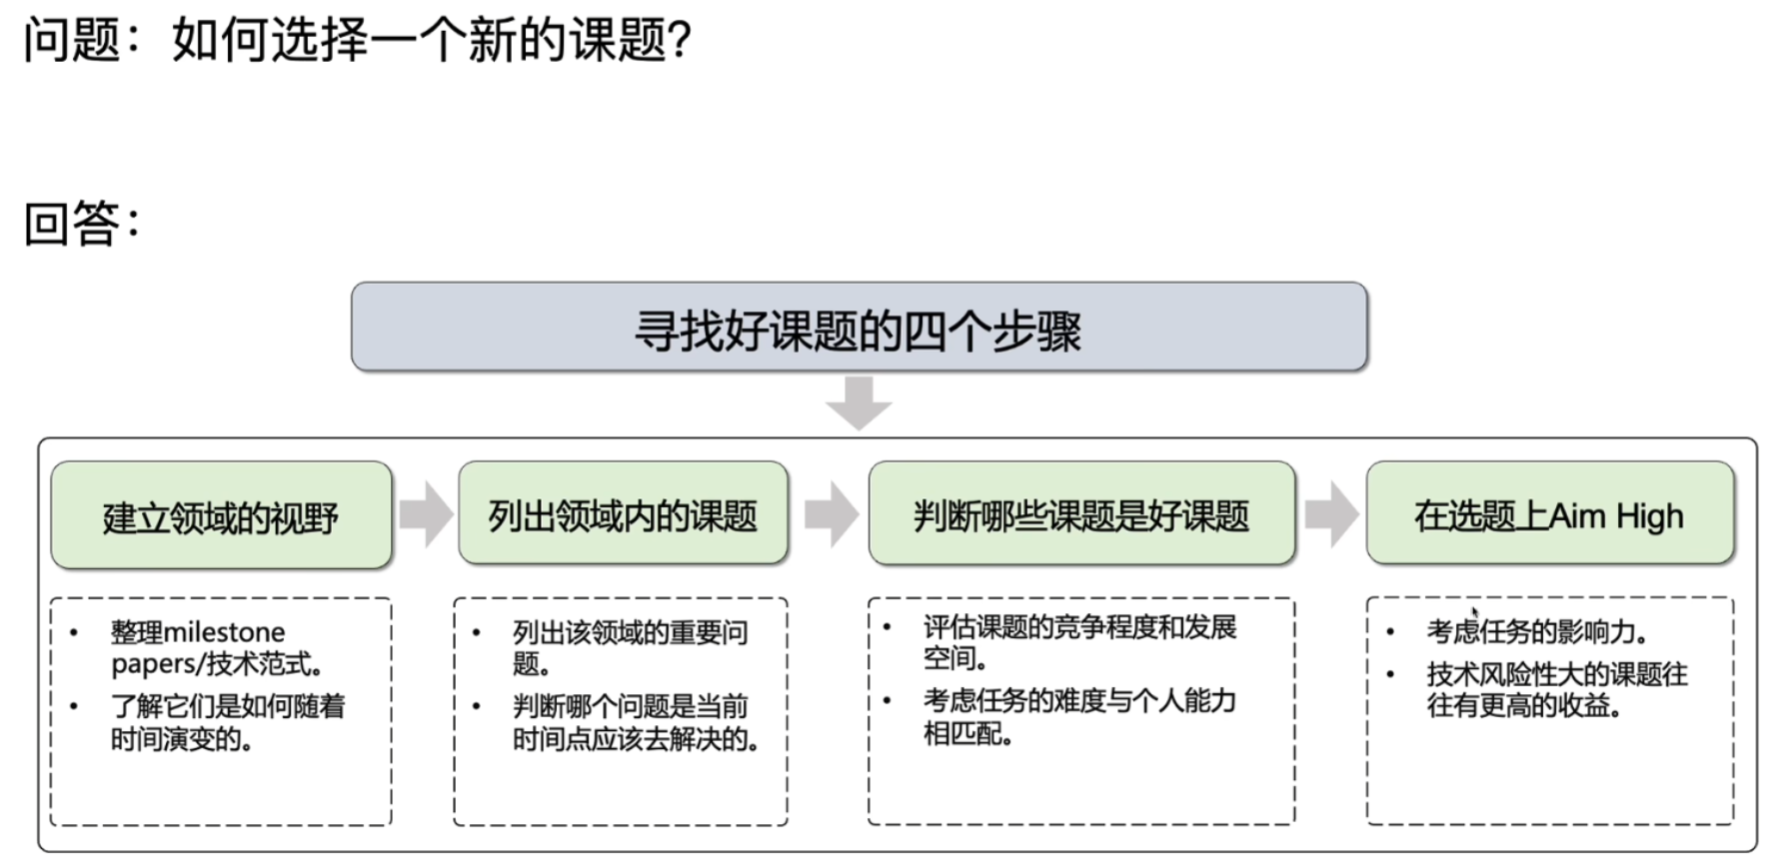 问题：如何选择一个新的课题？
回答：
寻找好课题的四个步骤
建立领域的视野
列出领域内的课题
判断哪些课题是好课题
在选题上Aim High
• 整理milestone
papers/技术范式。
• 了解它们是如何随着
时间演变的。
• 列出该领域的重要问
题。
• 判断哪个问题是当前
时间点应该去解决的。
• 评估课题的竞争程度和发展
空间。
• 考虑任务的难度与个人能力
相匹配。
• 考虑任务的影响力。
• 技术风险性大的课题往
往有更高的收益。